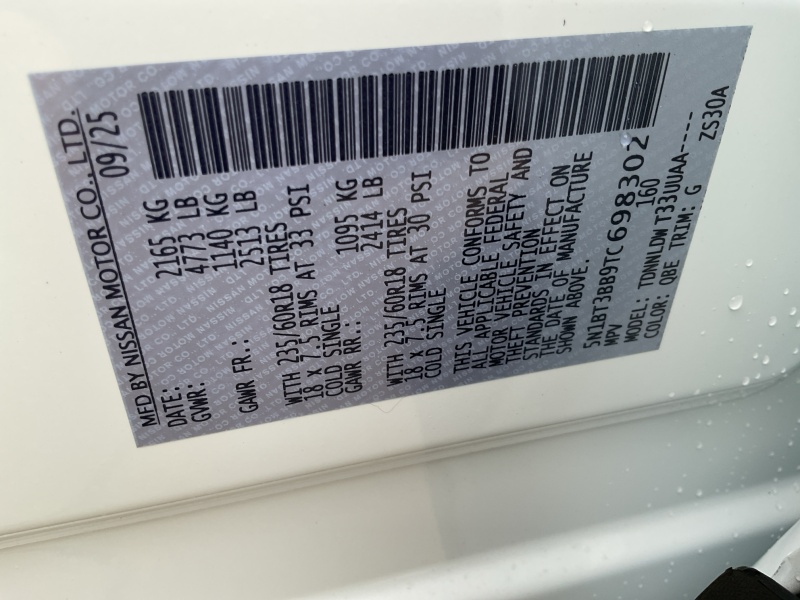 MFD BY NISSAN MOTOR CO., LTD.
DATE: 09/25
GVWR: 2165 KG
4773 LB
GAWR FR.: 1140 KG
2513 LB
WITH 235/60R18 TIRES
18 x 7.5 RIMS AT 33 PSI
COLD SINGLE
GAWR RR.: 1095 KG
2414 LB
WITH 235/60R18 TIRES
18 x 7.5 RIMS AT 30 PSI
COLD SINGLE
THIS VEHICLE CONFORMS TO
ALL APPLICABLE FEDERAL
MOTOR VEHICLE SAFETY AND
THEFT PREVENTION
STANDARDS IN EFFECT ON
THE DATE OF MANUFACTURE
SHOWN ABOVE.
5N1BT3BB9TC698302
MPV 160
MODEL: TDNNLDW T33UUAA----
COLOR: QBE TRIM: G
ZS30A